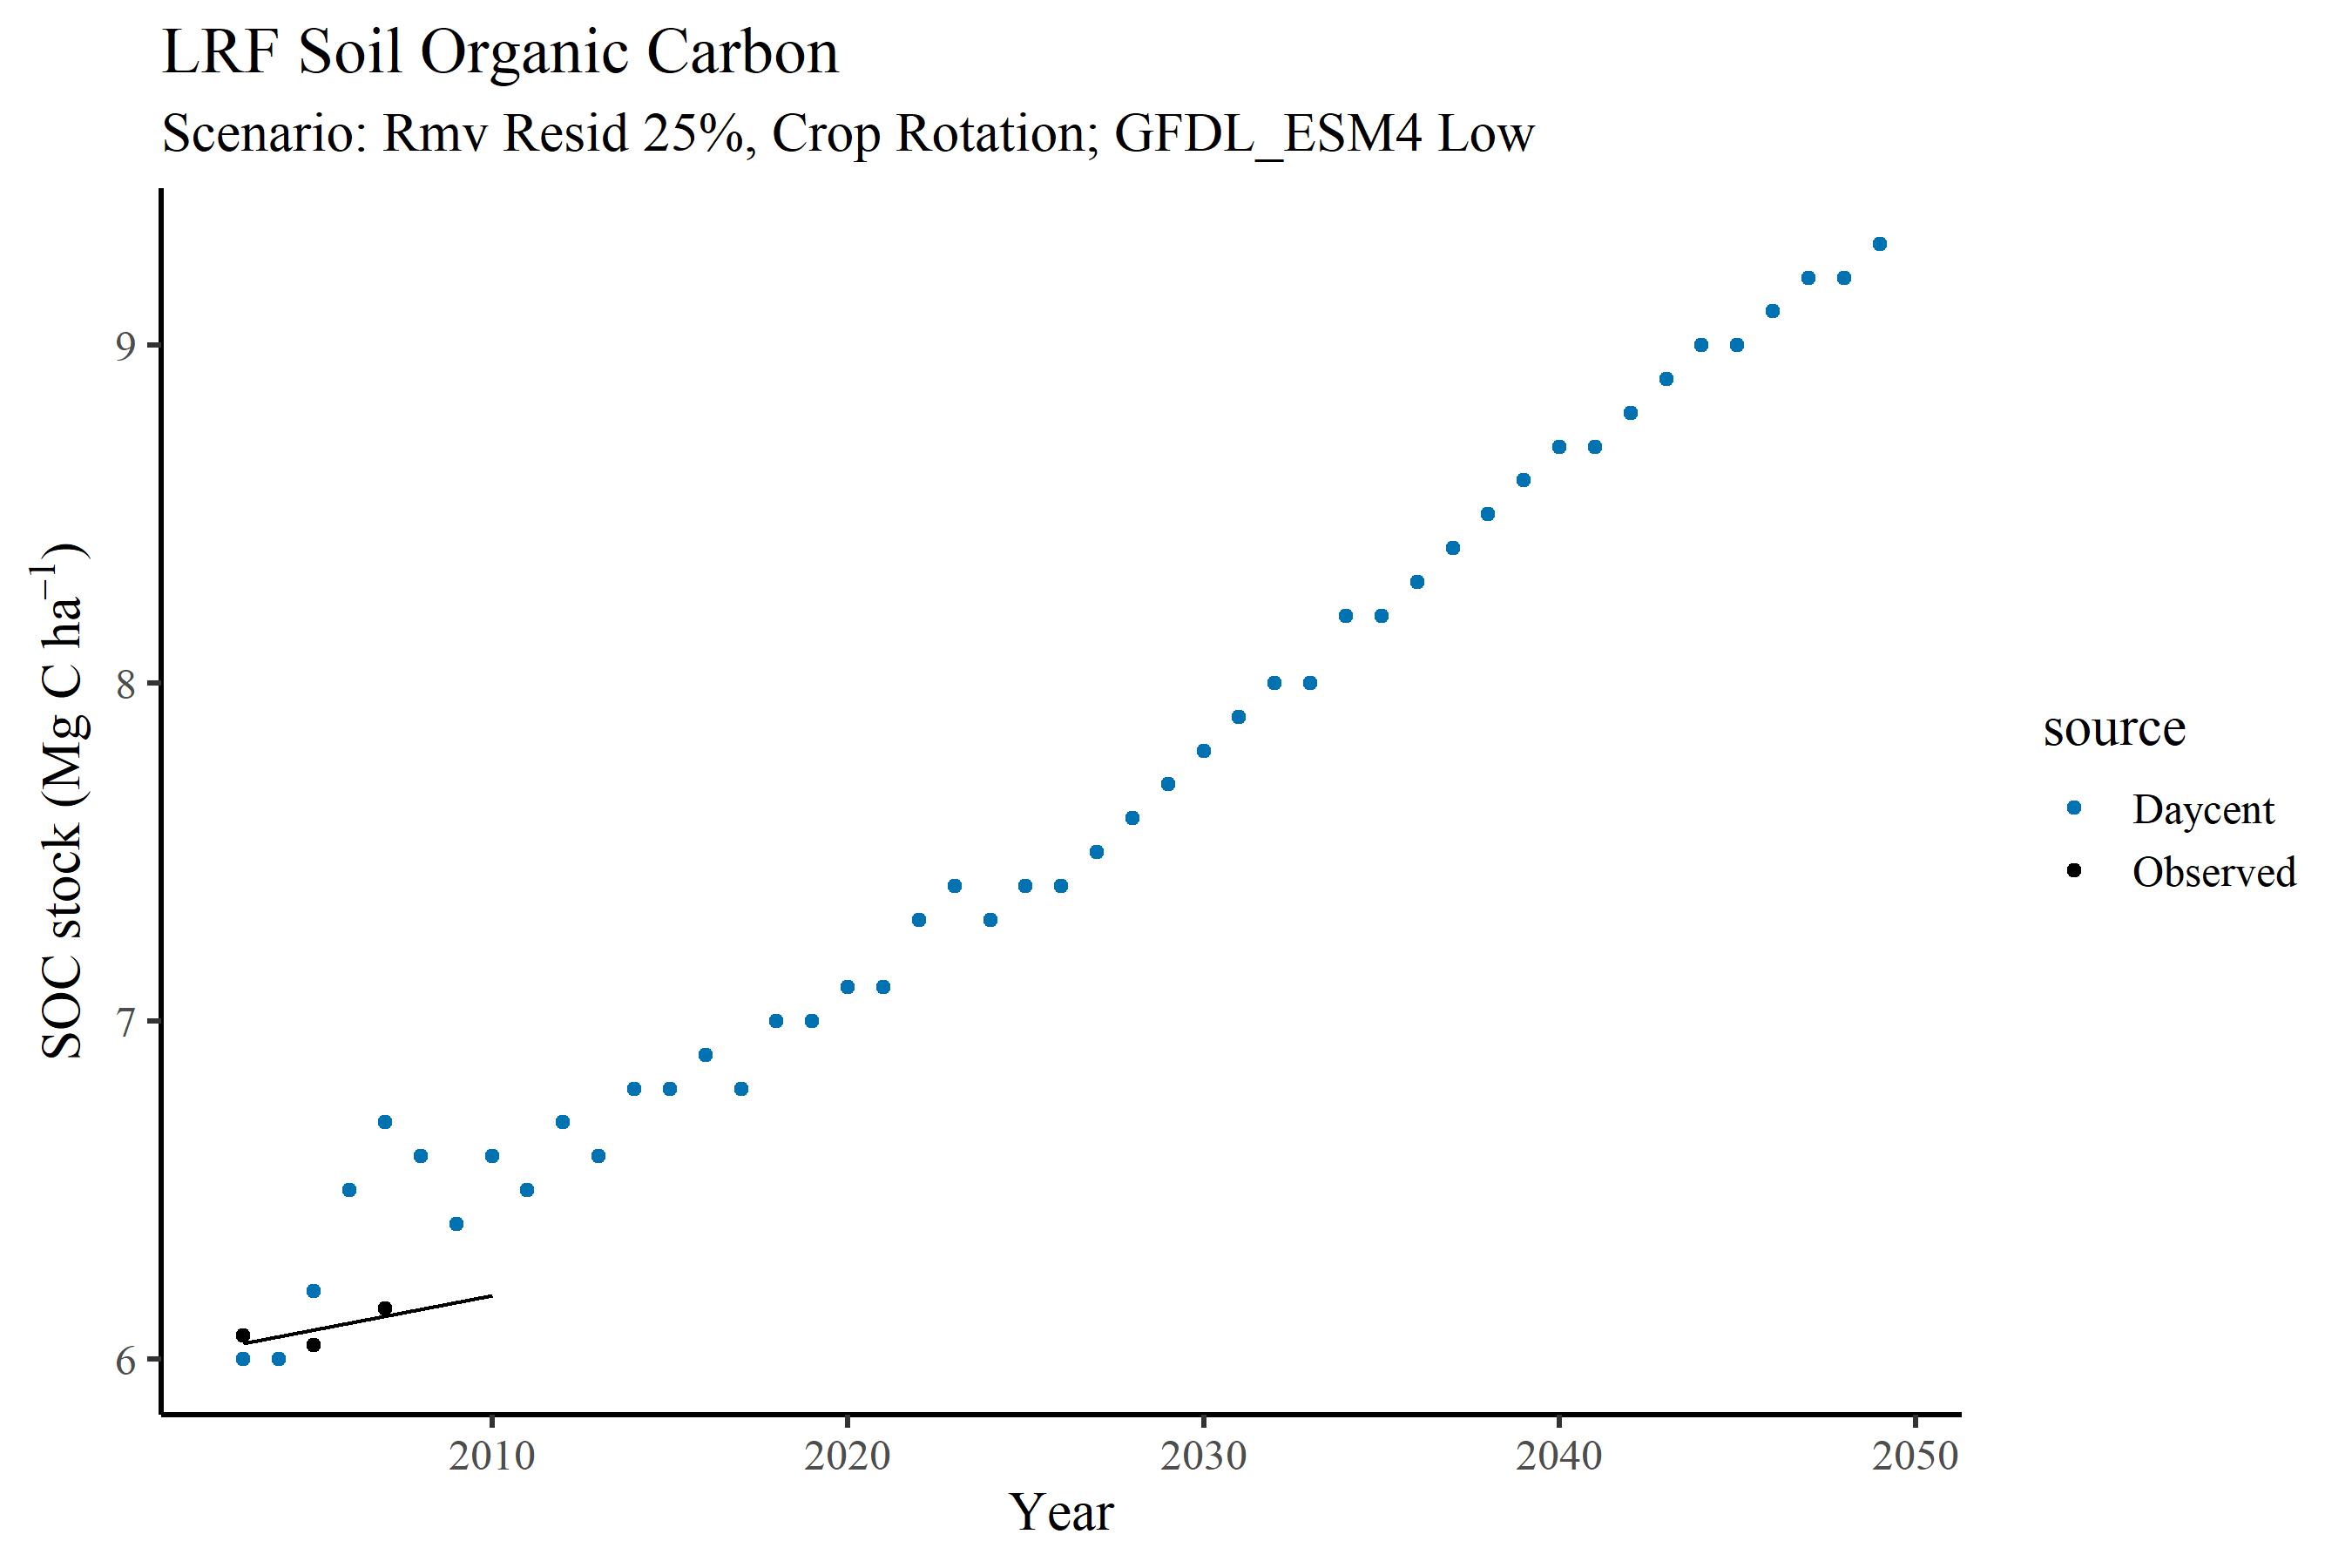 LRF Soil Organic Carbon
Scenario: Rmv Resid 25%, Crop Rotation; GFDL_ESM4 Low
SOC stock (Mg C ha⁻¹)
9
8
7
6
2010 2020 2030 2040 2050
Year
source
Daycent
Observed